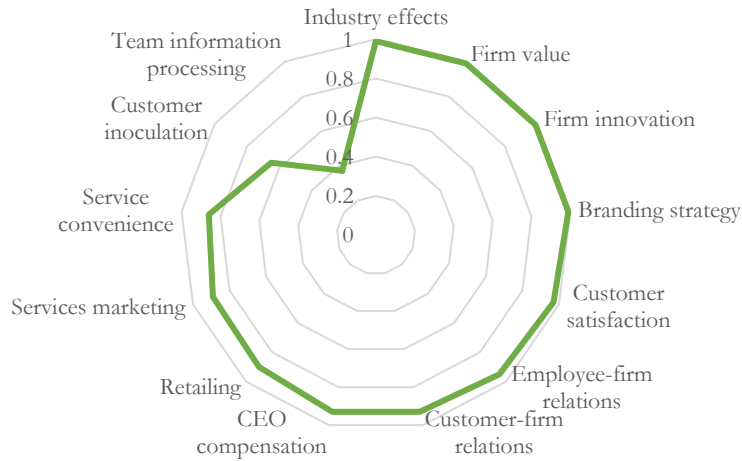 Industry effects
Firm value
Firm innovation
Branding strategy
Customer
satisfaction
Employee-firm
relations
Customer-firm
relations
CEO
compensation
Retailing
Services marketing
Service
convenience
Customer
inoculation
Team information
processing
1
0.8
0.6
0.4
0.2
0